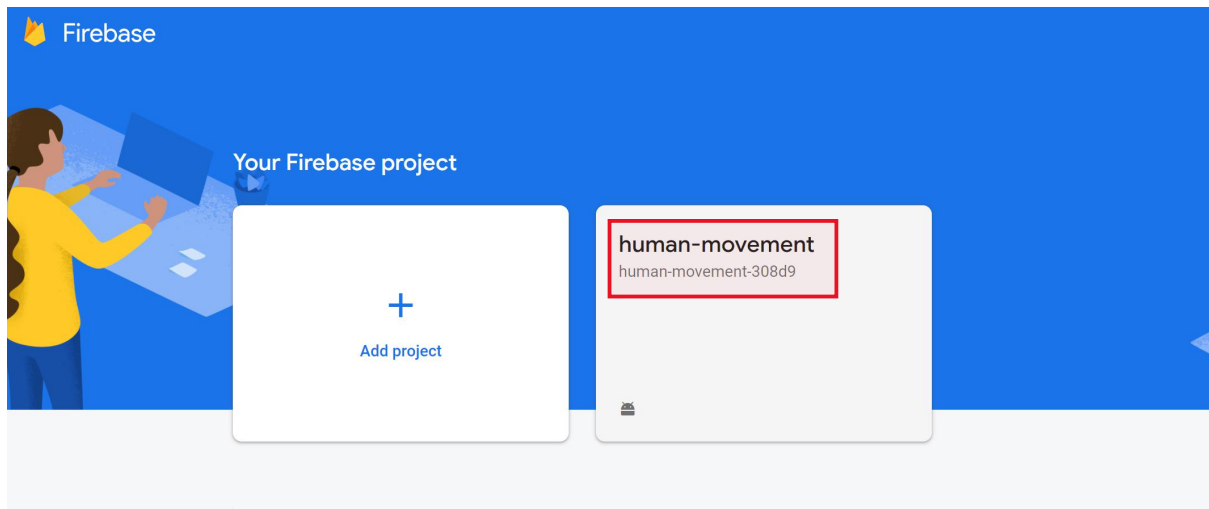 Firebase
Your Firebase project
Add project
human-movement
human-movement-308d9